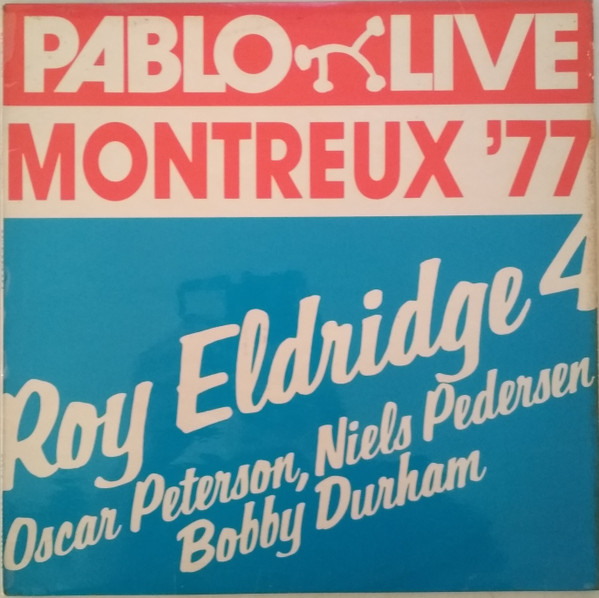 PABLO LIVE
MONTREUX '77
Roy Eldridge 4
Oscar Peterson, Niels Pedersen
Bobby Durham